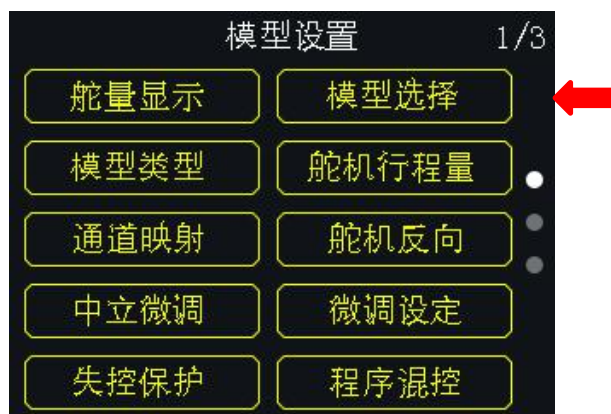 模型设置 1/3
舵量显示 模型选择
模型类型 舵机行程量
通道映射 舵机反向
中立微调 微调设定
失控保护 程序混控